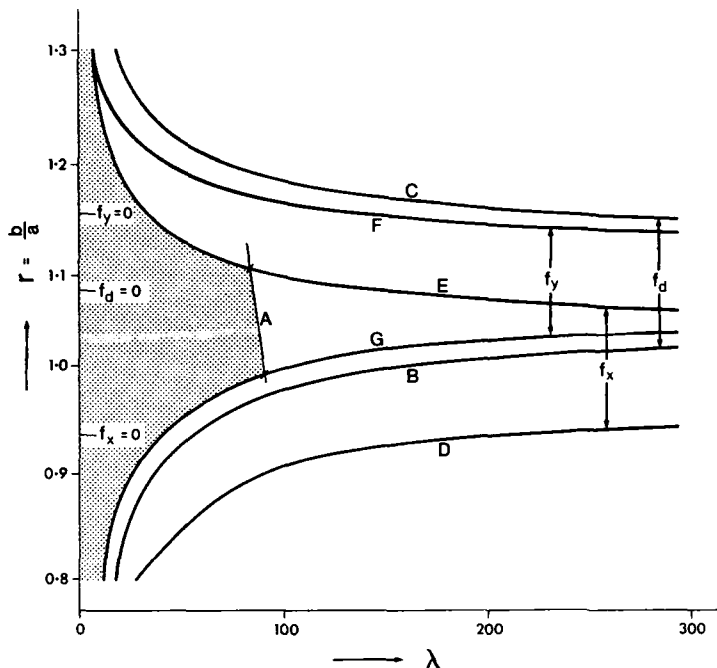 1·3
1·2
f_y = 0
1·1
f_d = 0
1·0
f_x = 0
0·9
0·8
r = b/a
A
C
F
E
G
B
D
f_y
f_d
f_x
0
100
200
300
λ